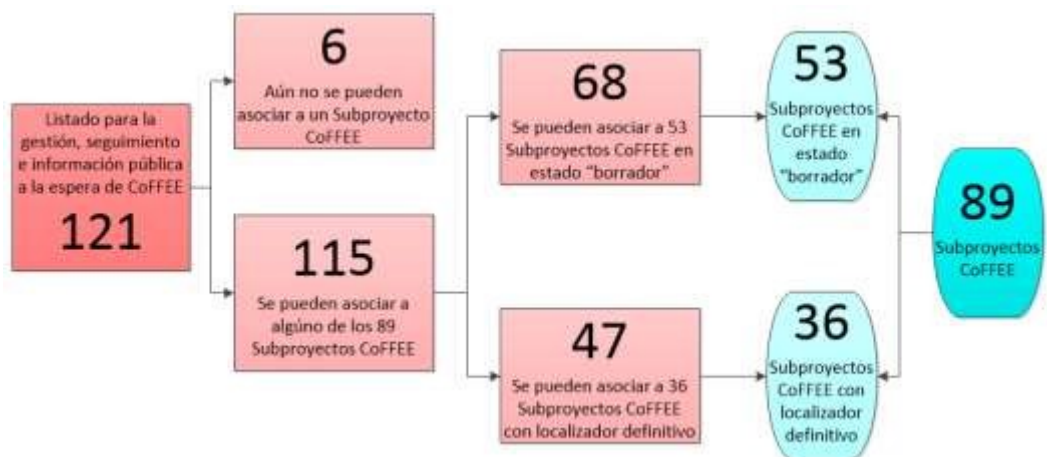 Listado para la
gestión, seguimiento
e información pública
a la espera de CoFFEE
121
6
Aún no se pueden
asociar a un Subproyecto
CoFFEE
115
Se pueden asociar a
algúno de los 89
Subproyectos CoFFEE
68
Se pueden asociar a 53
Subproyectos CoFFEE en
estado "borrador"
47
Se pueden asociar a 36
Subproyectos CoFFEE
con localizador definitivo
53
Subproyectos
CoFFEE en
estado
"borrador"
36
Subproyectos
CoFFEE con
localizador
definitivo
89
Subproyectos
CoFFEE